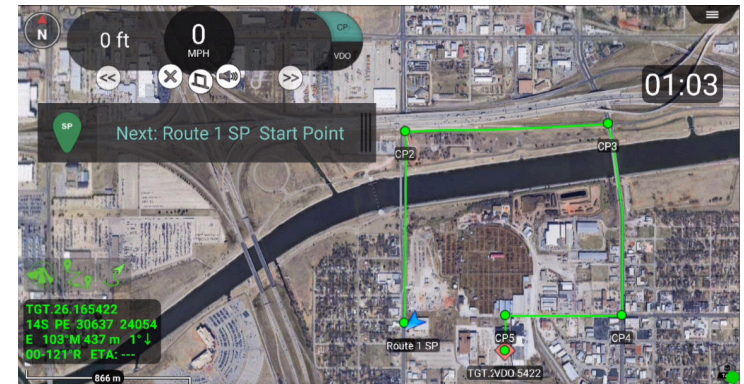 N
0 ft
0
MPH
CP
VDO
<<
>>
01:03
SP
Next: Route 1 SP Start Point
CP2
CP3
TGT.26.165422
14S PE 30637 24054
E 103°M 437 m 1°↓
00-121°R ETA: ---
Route 1 SP
CP5
CP4
TGT.2VDO 5422
866 m